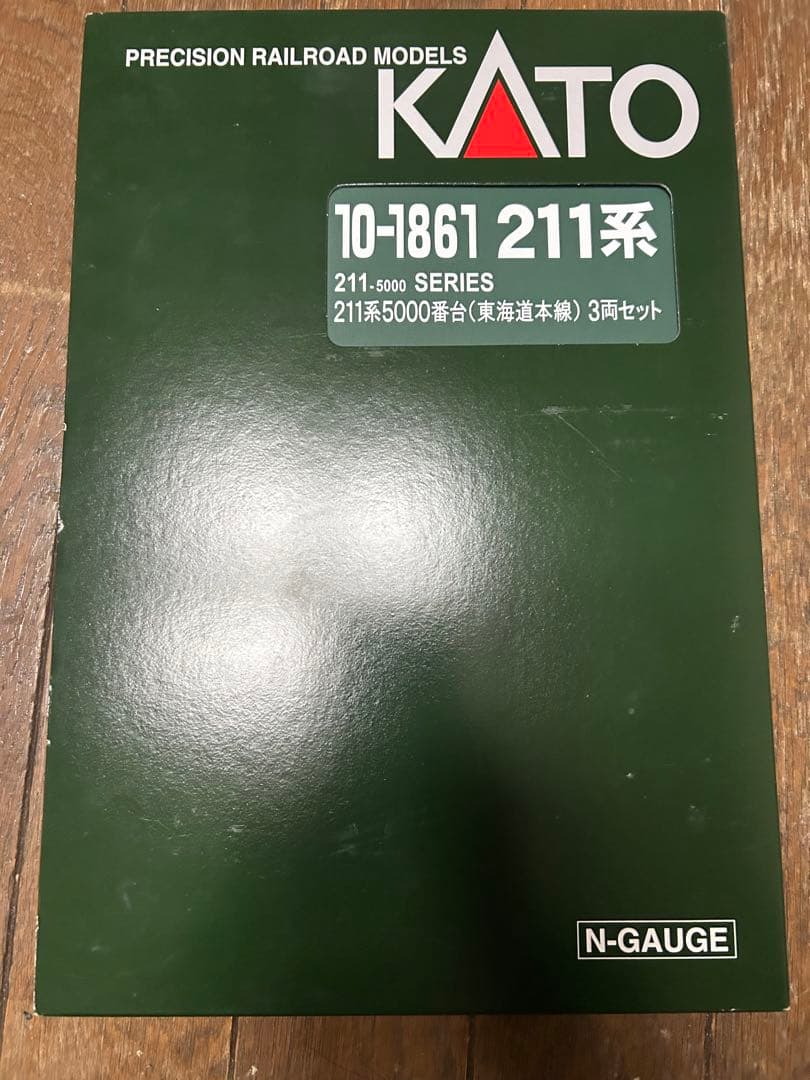 PRECISION RAILROAD MODELS
KATO
10-1861 211系
211-5000 SERIES
211系5000番台(東海道本線) 3両セット
N-GAUGE